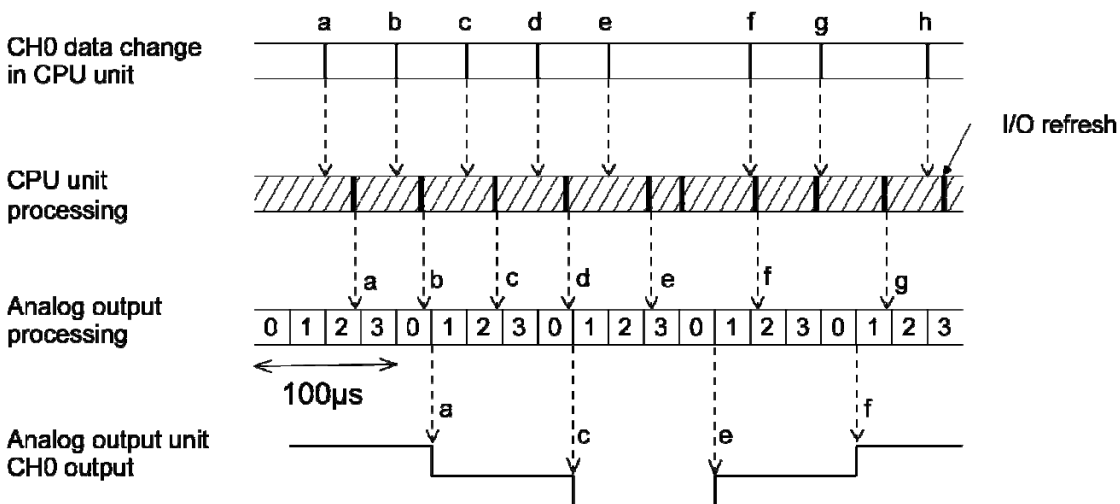 a b c d e f g h
CH0 data change
in CPU unit
I/O refresh
CPU unit
processing
a b c d e f g
Analog output
processing
0 1 2 3 0 1 2 3 0 1 2 3 0 1 2 3 0 1 2 3
100µs
a c e f
Analog output unit
CH0 output